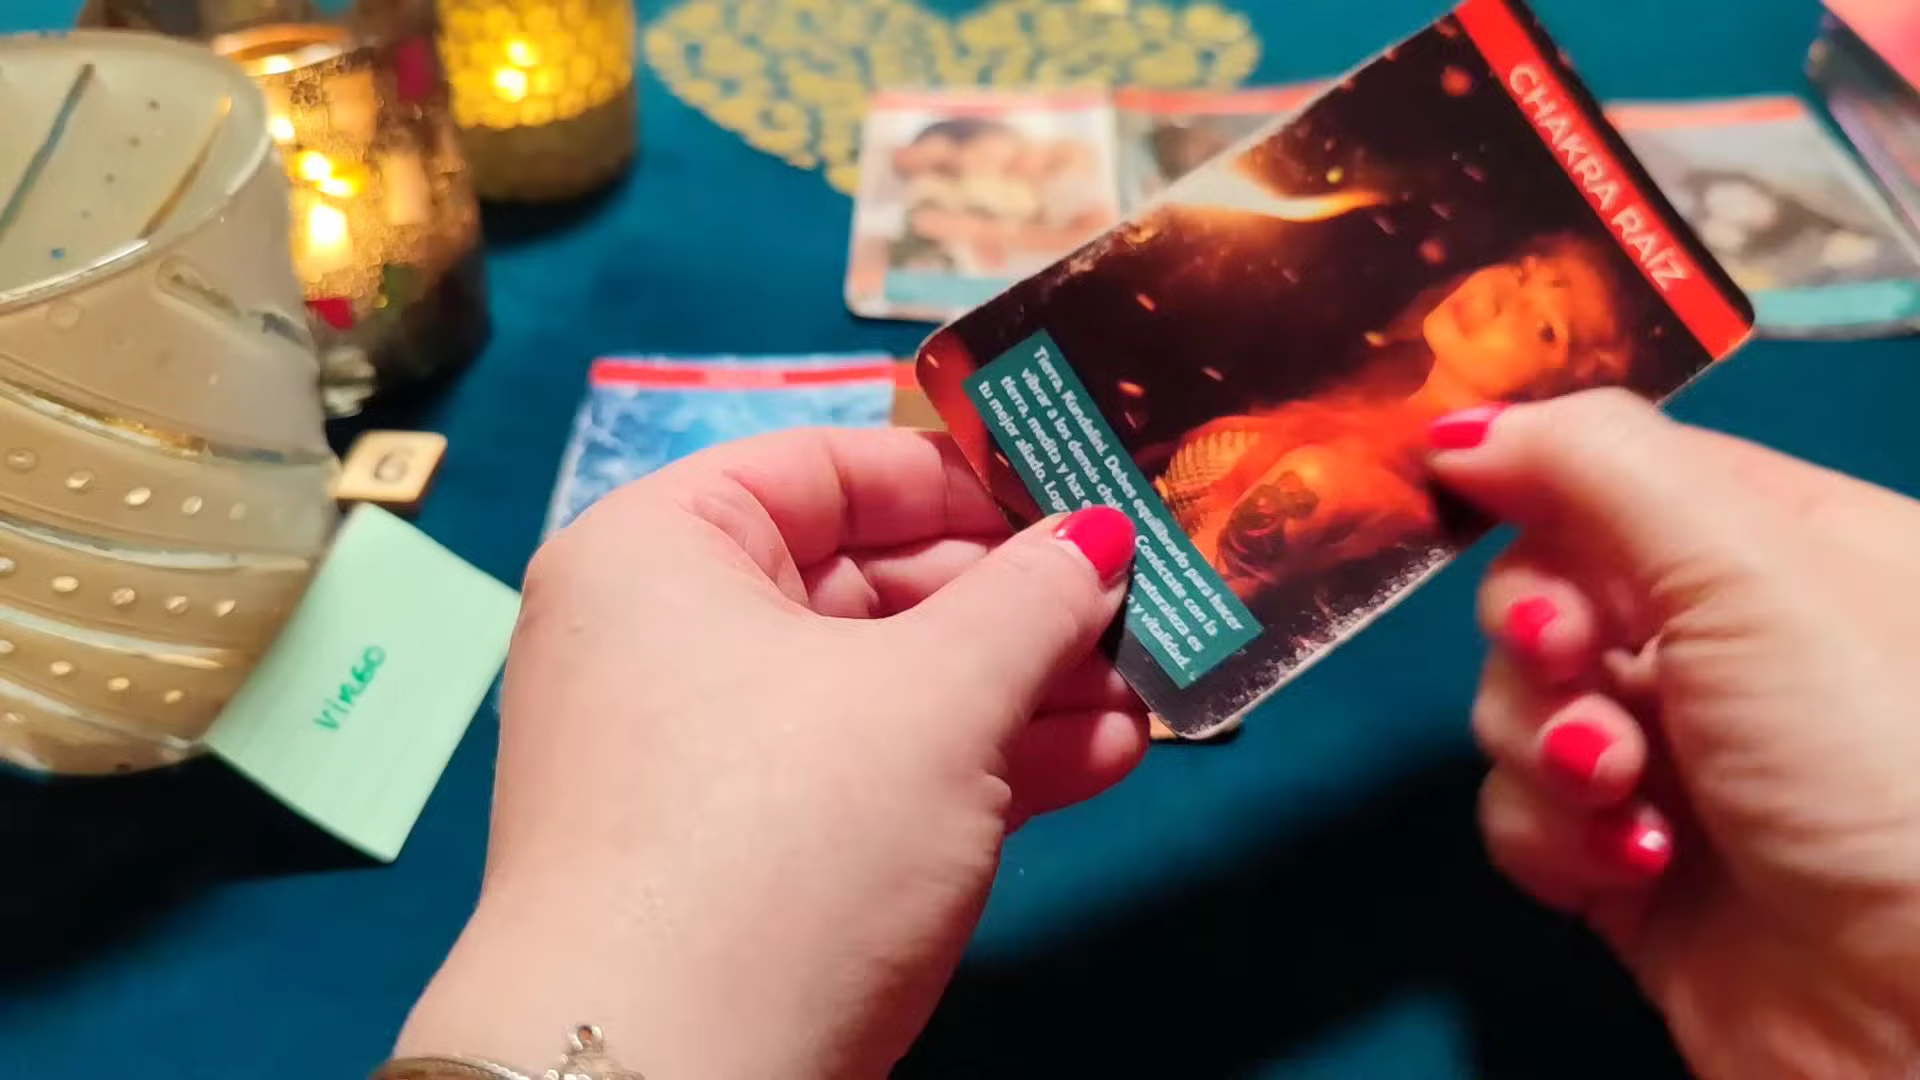 CHAKRA RAÍZ
Tierra, Kundalini. Debes equilibrarlo para hacer
vibrar a los demás Conéctate con la
tierra, medita y haz naturaleza es
tu mejor aliado. y vitalidad.
6
VIRGO